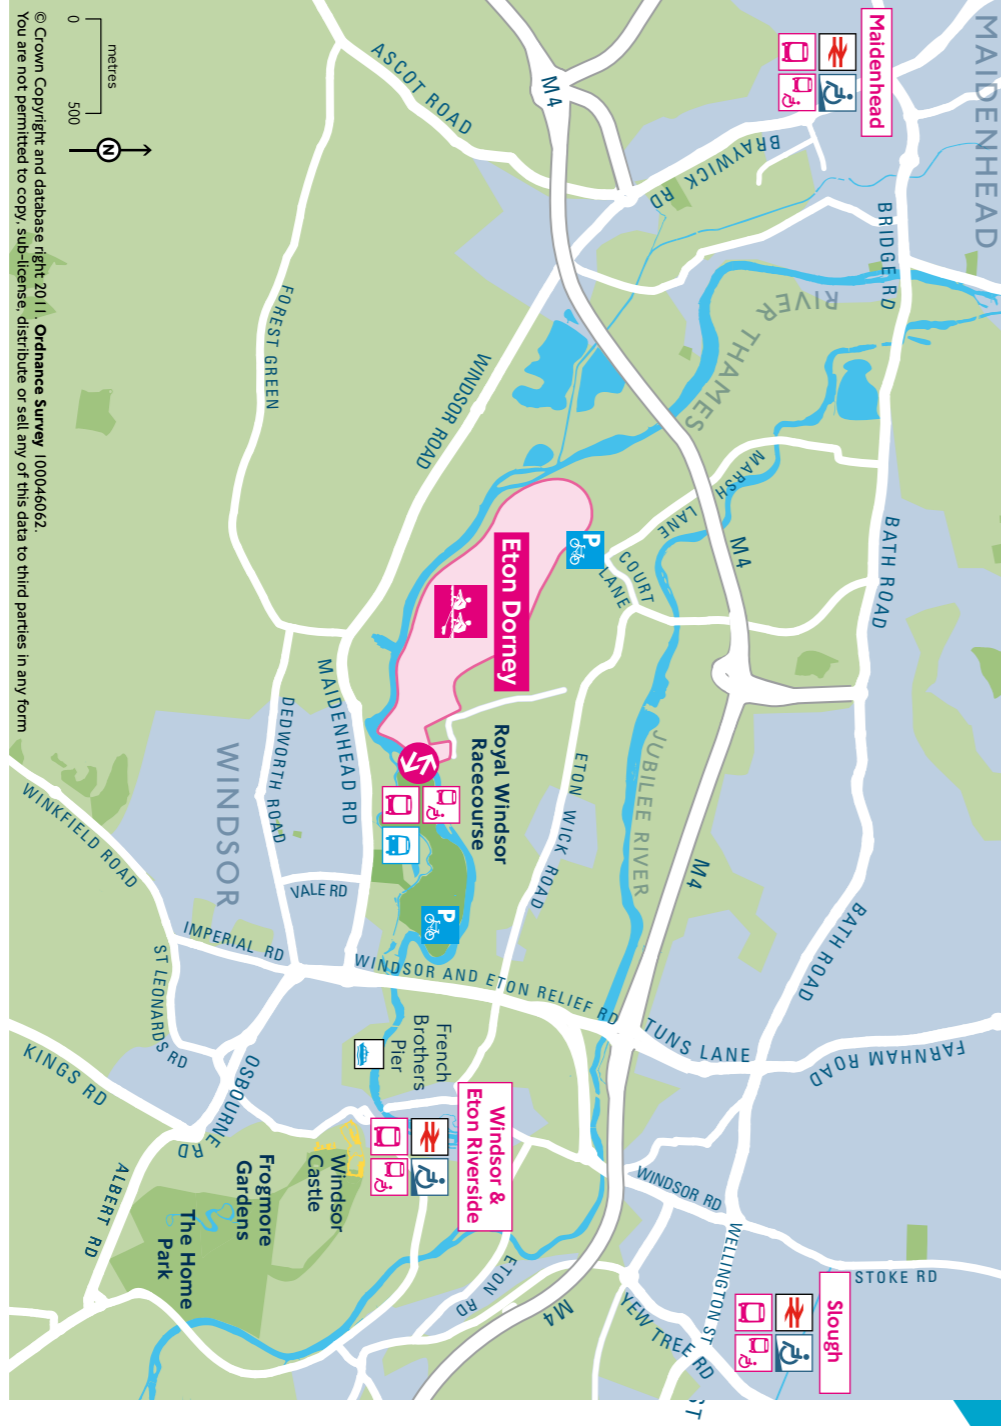 MAIDENHEAD
Maidenhead
BRIDGE RD
BRAYWICK RD
M4
ASCOT ROAD
RIVER THAMES
BATH ROAD
MARSH LANE
M4
COURT LANE
WINDSOR ROAD
FOREST GREEN
P
Eton Dorney
JUBILEE RIVER
ETON WICK ROAD
Royal Windsor
Racecourse
MAIDENHEAD RD
DEDWORTH ROAD
WINDSOR
VALE RD
WINKFIELD ROAD
IMPERIAL RD
ST LEONARDS RD
P
M4
BATH ROAD
WINDSOR AND ETON RELIEF RD
TUNS LANE
FARNHAM ROAD
French
Brothers
Pier
Windsor &
Eton Riverside
OSBOURNE RD
KINGS RD
ALBERT RD
Windsor
Castle
Frogmore
Gardens
The Home
Park
WINDSOR RD
WELLINGTON ST
STOKE RD
Slough
ETON RD
M4
YEW TREE RD
ST
metres
0 500
N
© Crown Copyright and database right 2011. Ordnance Survey 100046062.
You are not permitted to copy, sub-license, distribute or sell any of this data to third parties in any form